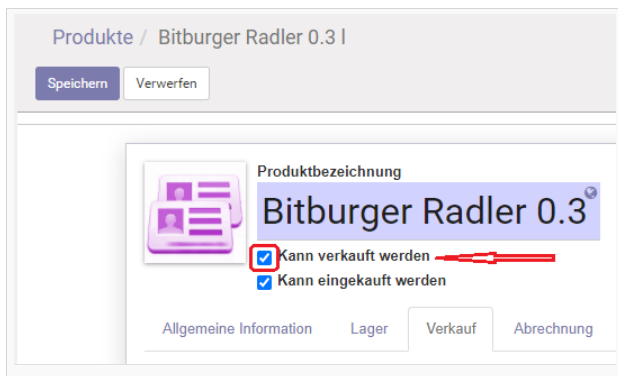 Produkte / Bitburger Radler 0.3 l
Speichern Verwerfen
Produktbezeichnung
Bitburger Radler 0.3
Kann verkauft werden
Kann eingekauft werden
Allgemeine Information Lager Verkauf Abrechnung